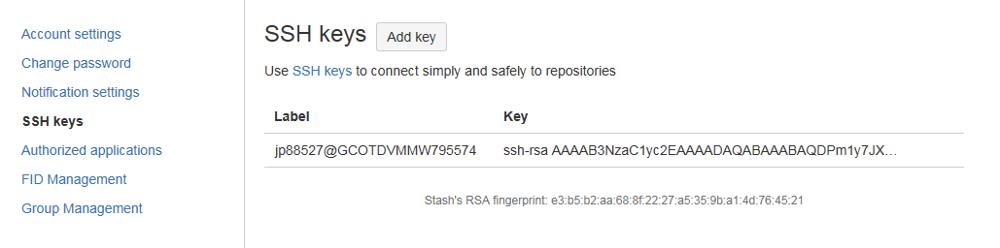 Account settings
Change password
Notification settings
SSH keys
Authorized applications
FID Management
Group Management
SSH keys Add key
Use SSH keys to connect simply and safely to repositories
Label Key
jp88527@GCOTDVMMW795574 ssh-rsa AAAAB3NzaC1yc2EAAAADAQABAAABAQDPm1y7JX…
Stash's RSA fingerprint: e3:b5:b2:aa:68:8f:22:27:a5:35:9b:a1:4d:76:45:21